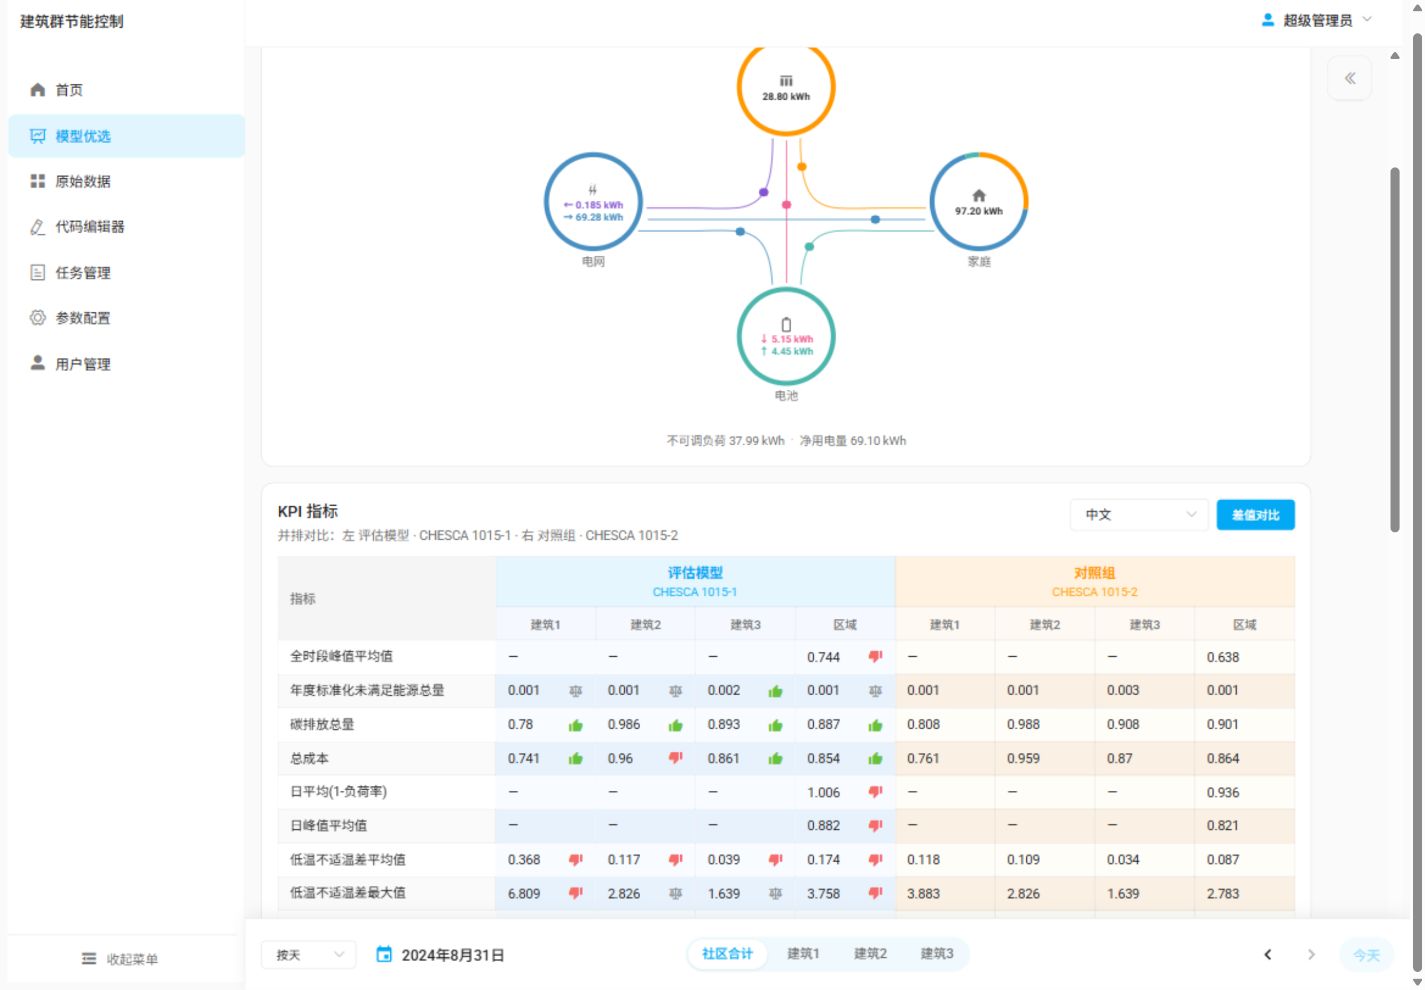 建筑群节能控制
超级管理员
首页
模型优选
原始数据
代码编辑器
任务管理
参数配置
用户管理
收起菜单
28.80 kWh
← 0.185 kWh
→ 69.28 kWh
电网
97.20 kWh
家庭
↓ 5.15 kWh
↑ 4.45 kWh
电池
不可调负荷 37.99 kWh · 净用电量 69.10 kWh
KPI 指标
并排对比：左 评估模型 · CHESCA 1015-1 · 右 对照组 · CHESCA 1015-2
中文
差值对比
指标
评估模型
CHESCA 1015-1
对照组
CHESCA 1015-2
建筑1 建筑2 建筑3 区域 建筑1 建筑2 建筑3 区域
全时段峰值平均值 – – – 0.744 – – – 0.638
年度标准化未满足能源总量 0.001 0.001 0.002 0.001 0.001 0.001 0.003 0.001
碳排放总量 0.78 0.986 0.893 0.887 0.808 0.988 0.908 0.901
总成本 0.741 0.96 0.861 0.854 0.761 0.959 0.87 0.864
日平均(1-负荷率) – – – 1.006 – – – 0.936
日峰值平均值 – – – 0.882 – – – 0.821
低温不适温差平均值 0.368 0.117 0.039 0.174 0.118 0.109 0.034 0.087
低温不适温差最大值 6.809 2.826 1.639 3.758 3.883 2.826 1.639 2.783
按天
2024年8月31日
社区合计 建筑1 建筑2 建筑3
今天